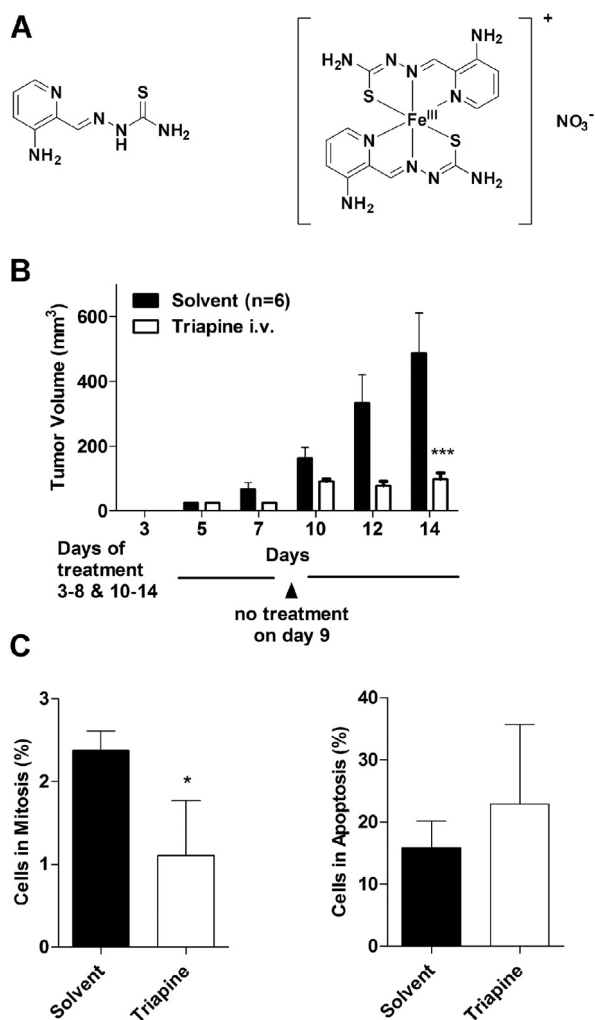 A
N
N
N
H
S
NH2
NH2
+
NH2
NH2
N
N
S
N
FeIII
N
S
N
N
NH2
NH2
NO3-
B
Solvent (n=6)
Triapine i.v.
Tumor Volume (mm3)
600
400
200
0
***
3 5 7 10 12 14
Days
Days of
treatment
3-8 & 10-14
no treatment
on day 9
C
Cells in Mitosis (%)
3
2
1
0
*
Solvent
Triapine
Cells in Apoptosis (%)
40
30
20
10
0
Solvent
Triapine